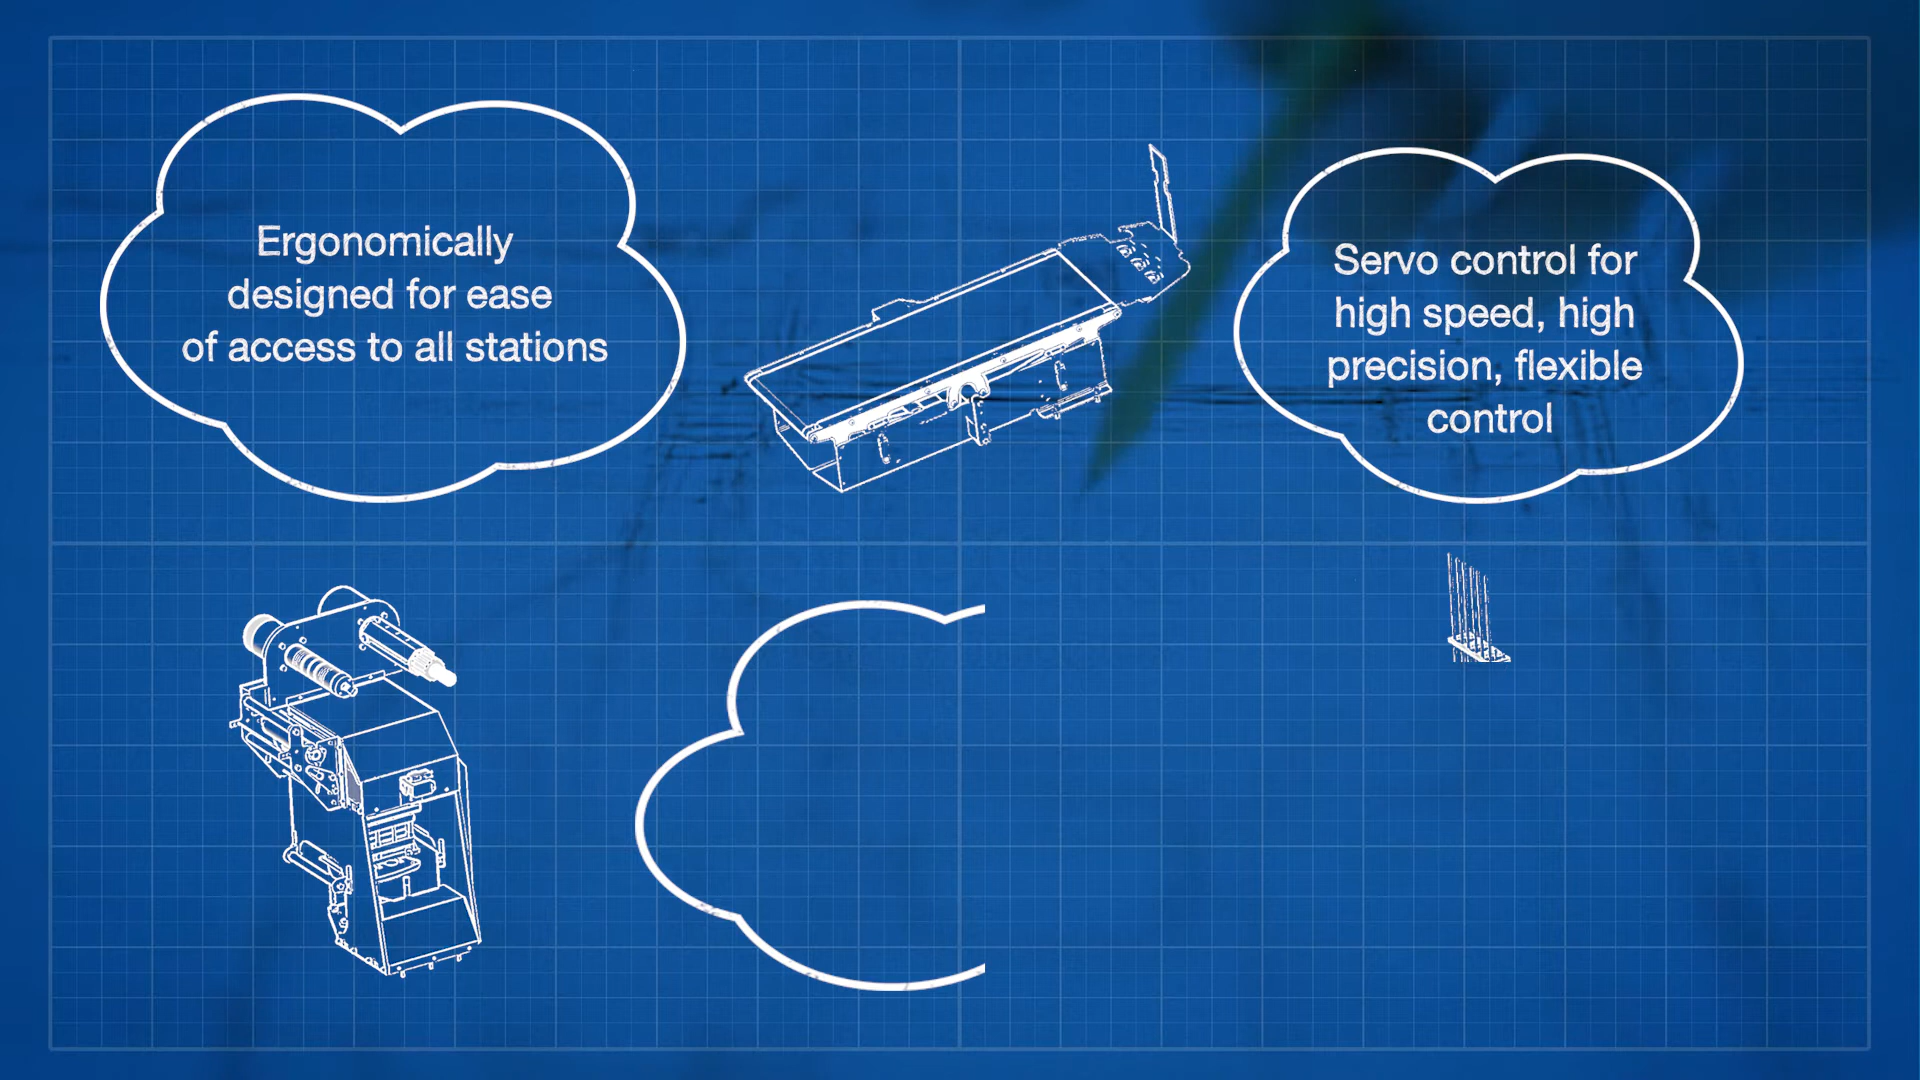 Ergonomically
designed for ease
of access to all stations
Servo control for
high speed, high
precision, flexible
control